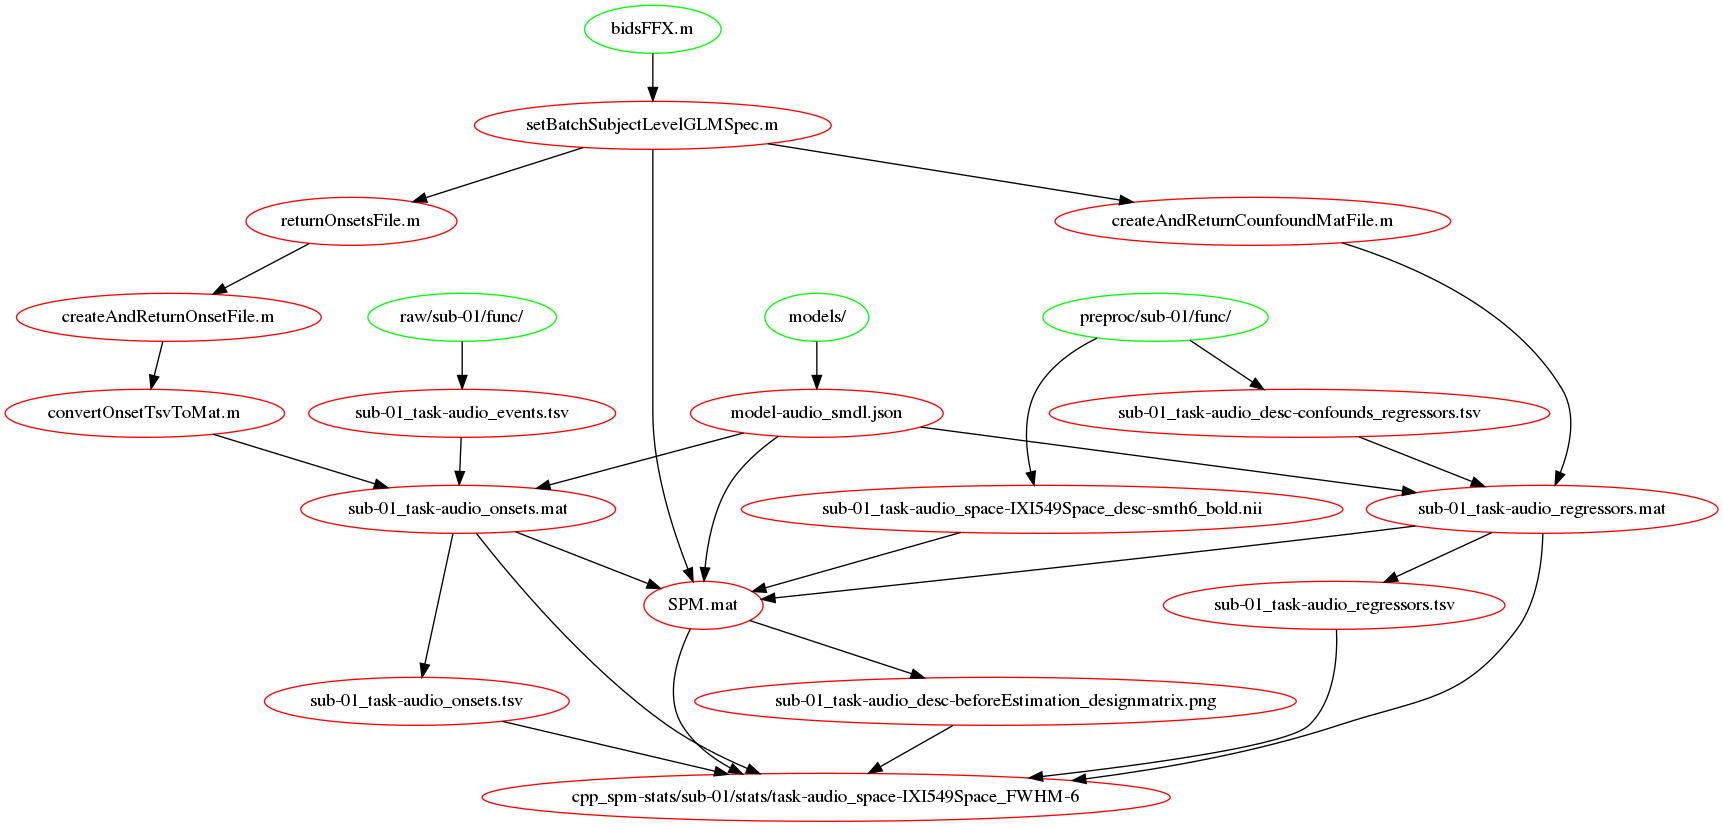 bidsFFX.m
setBatchSubjectLevelGLMSpec.m
returnOnsetsFile.m
createAndReturnCounfoundMatFile.m
createAndReturnOnsetFile.m
raw/sub-01/func/
models/
preproc/sub-01/func/
convertOnsetTsvToMat.m
sub-01_task-audio_events.tsv
model-audio_smdl.json
sub-01_task-audio_desc-confounds_regressors.tsv
sub-01_task-audio_onsets.mat
sub-01_task-audio_space-IXI549Space_desc-smth6_bold.nii
sub-01_task-audio_regressors.mat
SPM.mat
sub-01_task-audio_regressors.tsv
sub-01_task-audio_onsets.tsv
sub-01_task-audio_desc-beforeEstimation_designmatrix.png
cpp_spm-stats/sub-01/stats/task-audio_space-IXI549Space_FWHM-6